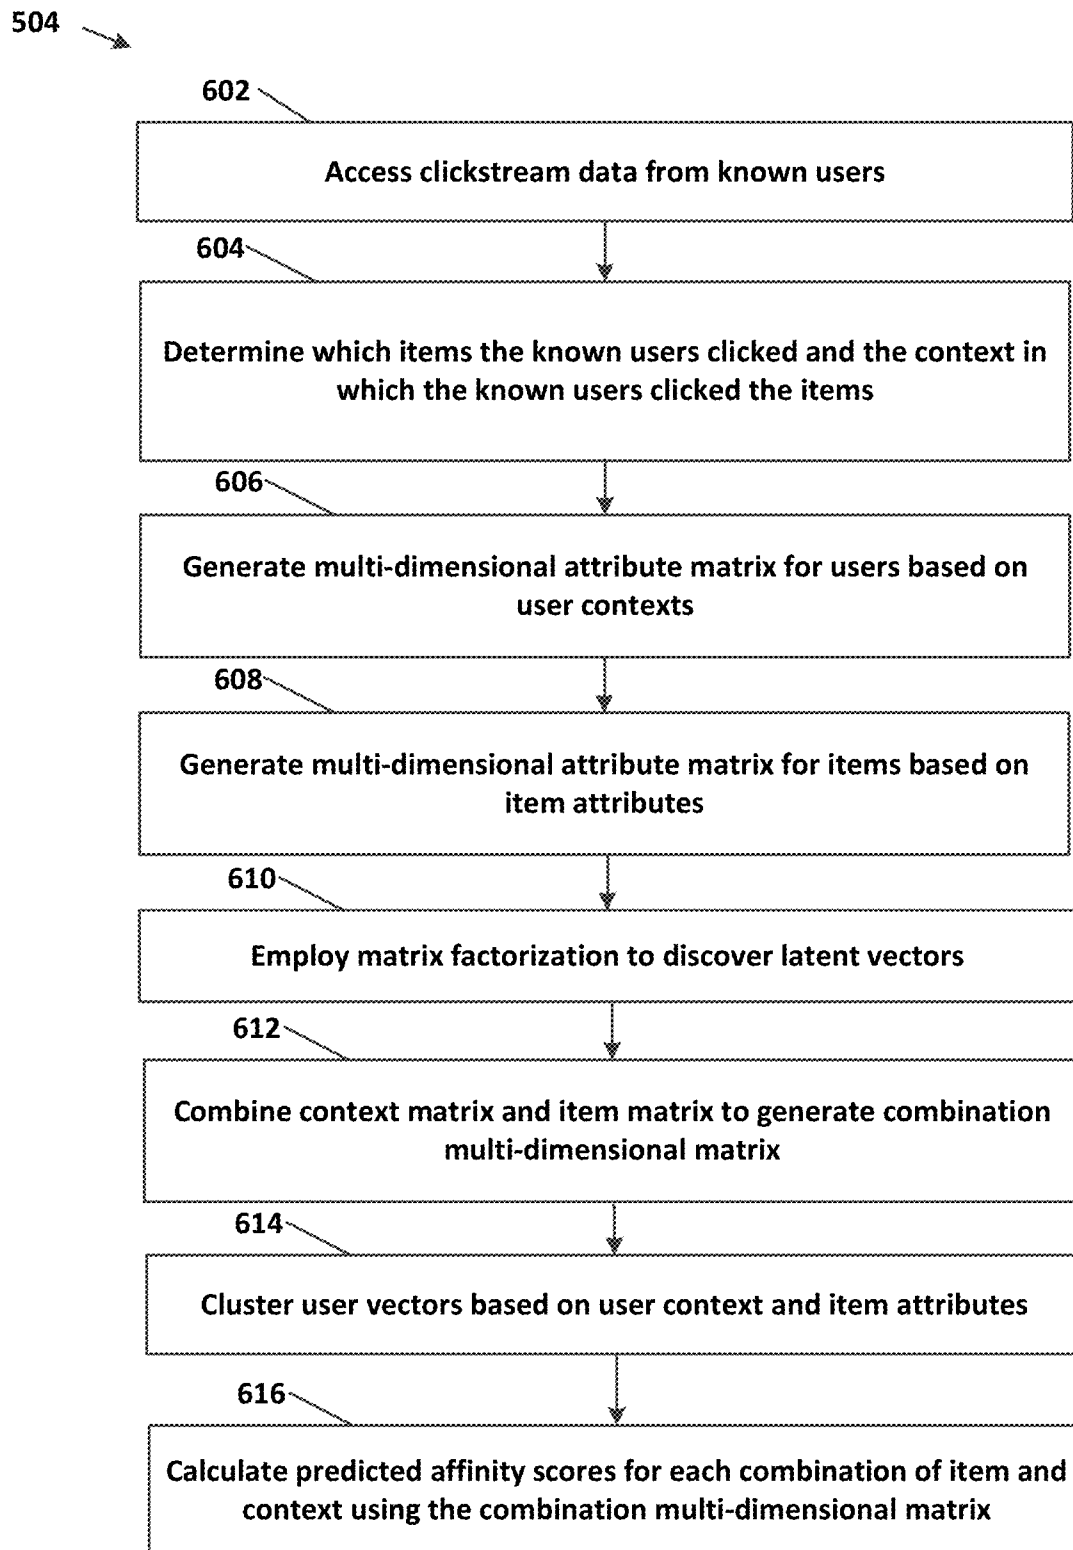 504
602
Access clickstream data from known users
604
Determine which items the known users clicked and the context in
which the known users clicked the items
606
Generate multi-dimensional attribute matrix for users based on
user contexts
608
Generate multi-dimensional attribute matrix for items based on
item attributes
610
Employ matrix factorization to discover latent vectors
612
Combine context matrix and item matrix to generate combination
multi-dimensional matrix
614
Cluster user vectors based on user context and item attributes
616
Calculate predicted affinity scores for each combination of item and
context using the combination multi-dimensional matrix